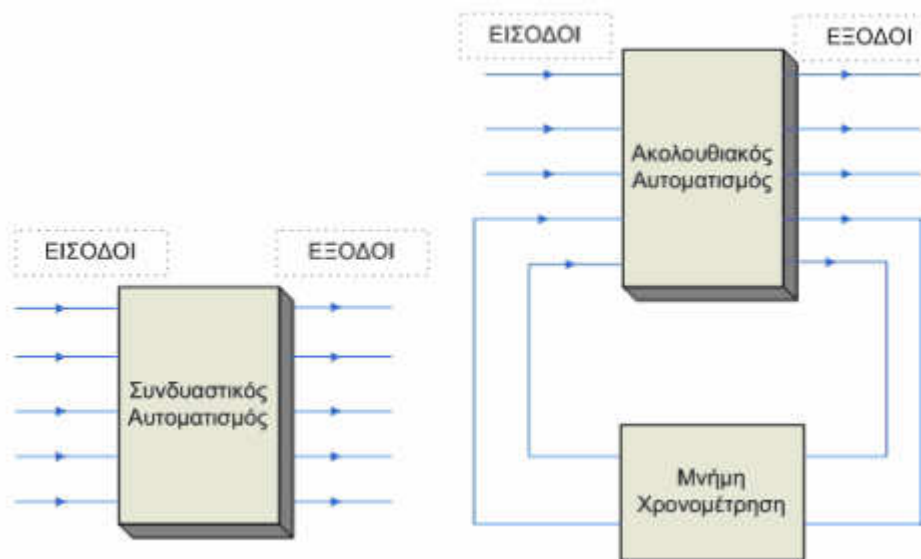 ΕΙΣΟΔΟΙ
ΕΞΟΔΟΙ
Συνδυαστικός
Αυτοματισμός
ΕΙΣΟΔΟΙ
ΕΞΟΔΟΙ
Ακολουθιακός
Αυτοματισμός
Μνήμη
Χρονομέτρηση